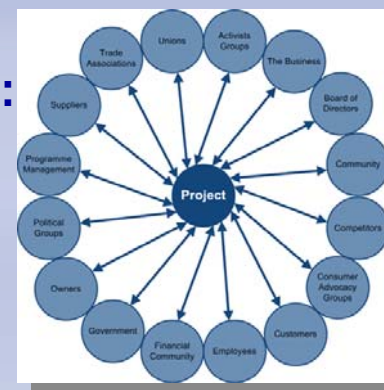 :
Unions
Activists
Groups
The Business
Board of
Directors
Community
Competitors
Consumer
Advocacy
Groups
Customers
Employees
Financial
Community
Government
Owners
Political
Groups
Programme
Management
Suppliers
Trade
Associations
Project